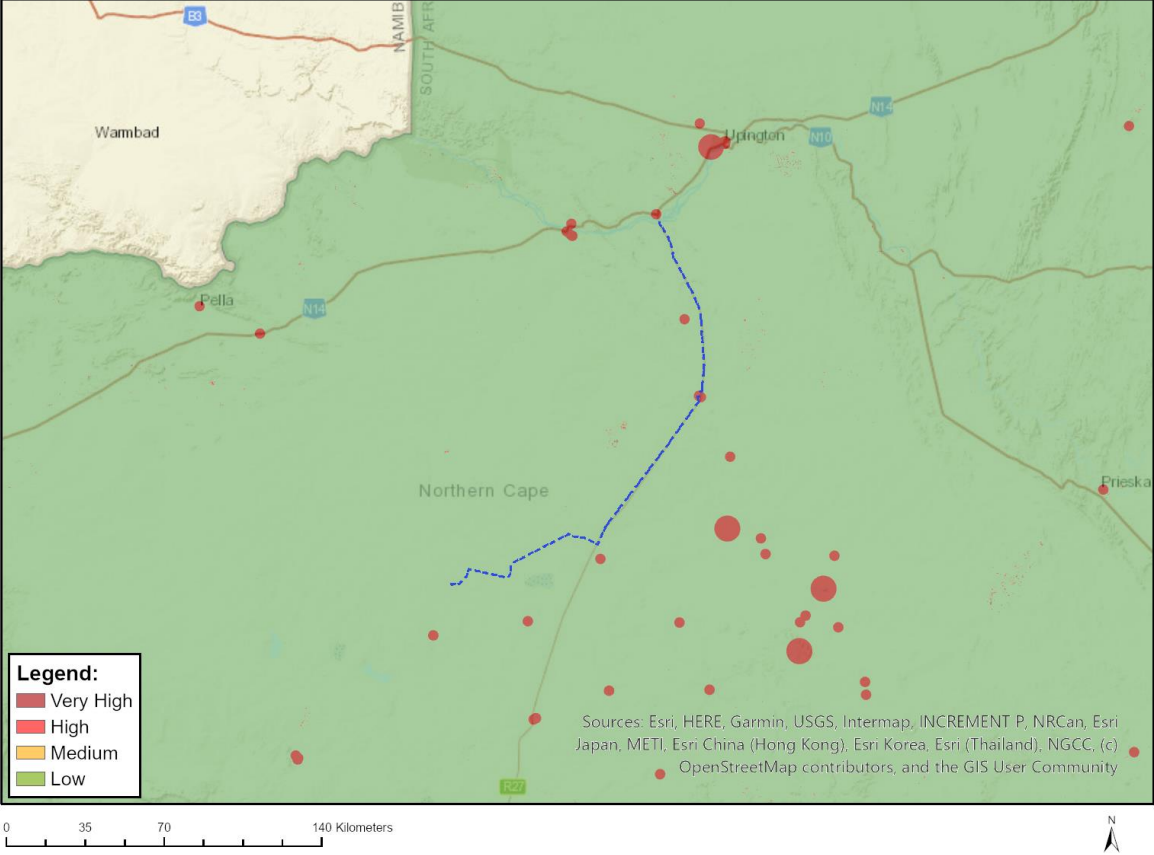 B3
NAMIB
SOUTH AFR
Warmbad
N14
Upington
N10
Pella
N14
Northern Cape
Prieska
Legend:
Very High
High
Medium
Low
Sources: Esri, HERE, Garmin, USGS, Intermap, INCREMENT P, NRCan, Esri
Japan, METI, Esri China (Hong Kong), Esri Korea, Esri (Thailand), NGCC, (c)
OpenStreetMap contributors, and the GIS User Community
R27
0 35 70 140 Kilometers
N